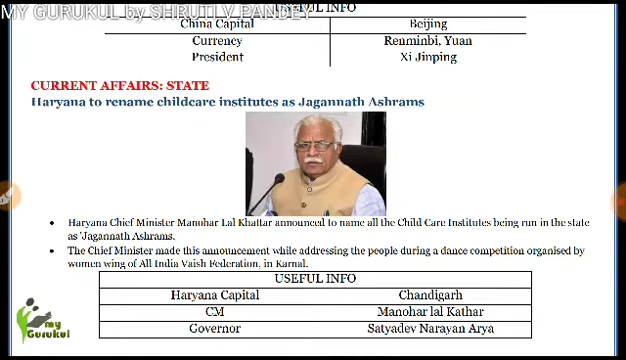 MY GURUKUL by SHRUTI V PANDEY
USEFUL INFO
China Capital Beijing
Currency Renminbi, Yuan
President Xi Jinping
CURRENT AFFAIRS: STATE
Haryana to rename childcare institutes as Jagannath Ashrams
• Haryana Chief Minister Manohar Lal Khattar announced to name all the Child Care Institutes being run in the state
as 'Jagannath Ashrams.
• The Chief Minister made this announcement while addressing the people during a dance competition organised by
women wing of All India Vaish Federation, in Karnal.
USEFUL INFO
Haryana Capital Chandigarh
CM Manohar lal Kathar
Governor Satyadev Narayan Arya
my
Gurukul